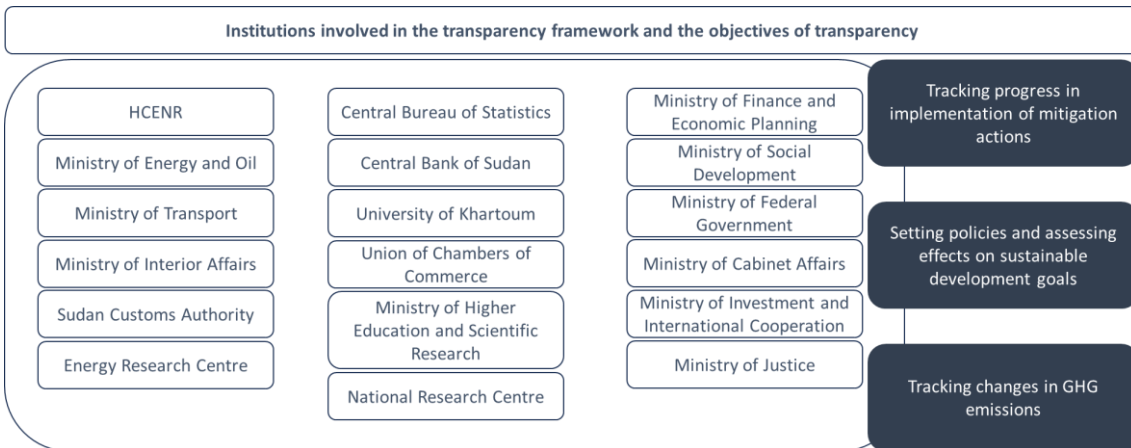 Institutions involved in the transparency framework and the objectives of transparency
HCENR
Ministry of Energy and Oil
Ministry of Transport
Ministry of Interior Affairs
Sudan Customs Authority
Energy Research Centre
Central Bureau of Statistics
Central Bank of Sudan
University of Khartoum
Union of Chambers of
Commerce
Ministry of Higher
Education and Scientific
Research
National Research Centre
Ministry of Finance and
Economic Planning
Ministry of Social
Development
Ministry of Federal
Government
Ministry of Cabinet Affairs
Ministry of Investment and
International Cooperation
Ministry of Justice
Tracking progress in
implementation of mitigation
actions
Setting policies and assessing
effects on sustainable
development goals
Tracking changes in GHG
emissions